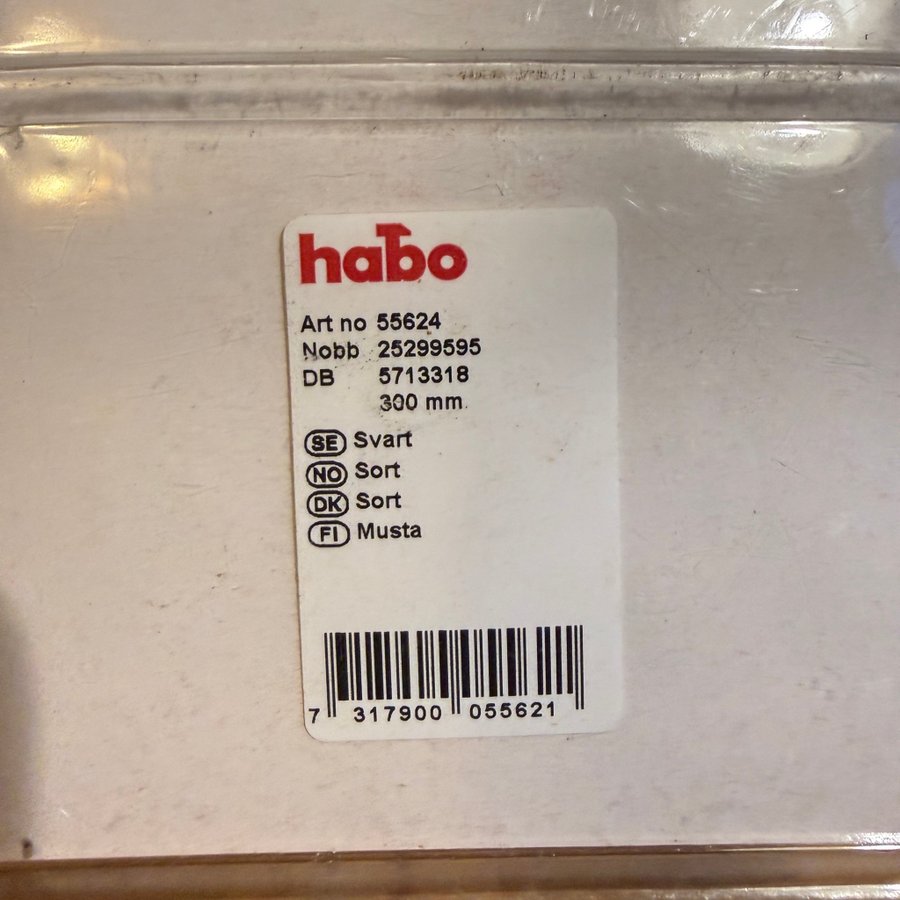 habo
Art no 55624
Nobb 25299595
DB 5713318
300 mm
SE Svart
NO Sort
DK Sort
FI Musta
7 317900 055621